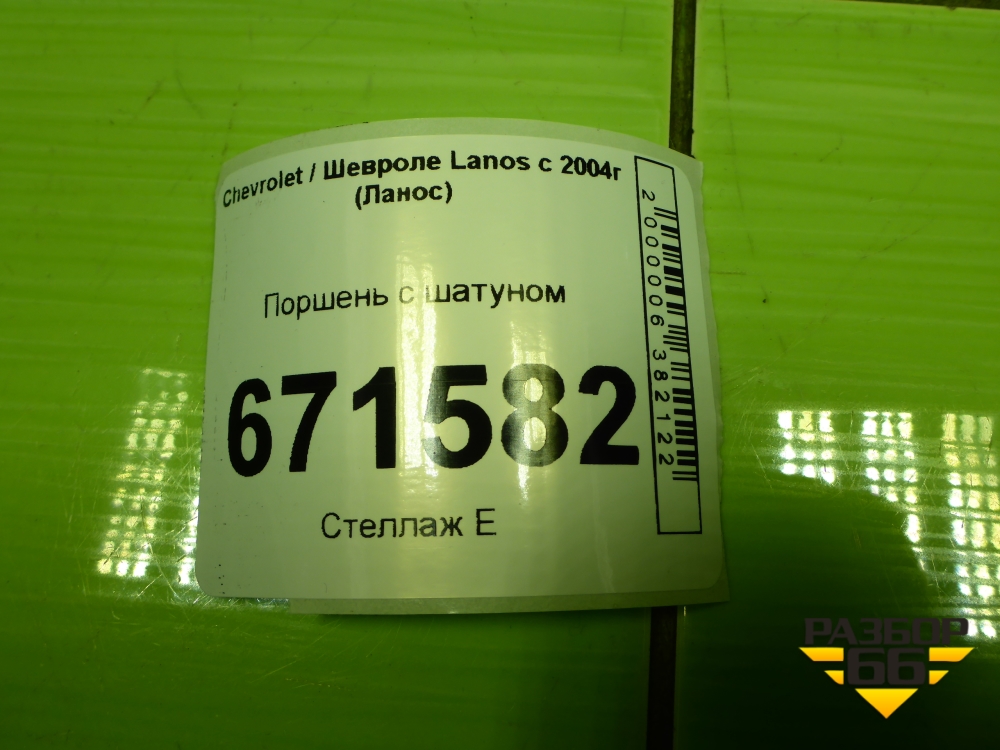 Chevrolet / Шевроле Lanos с 2004г
(Ланос)
Поршень с шатуном
671582
Стеллаж Е
2000006382122
РАЗБОР
66